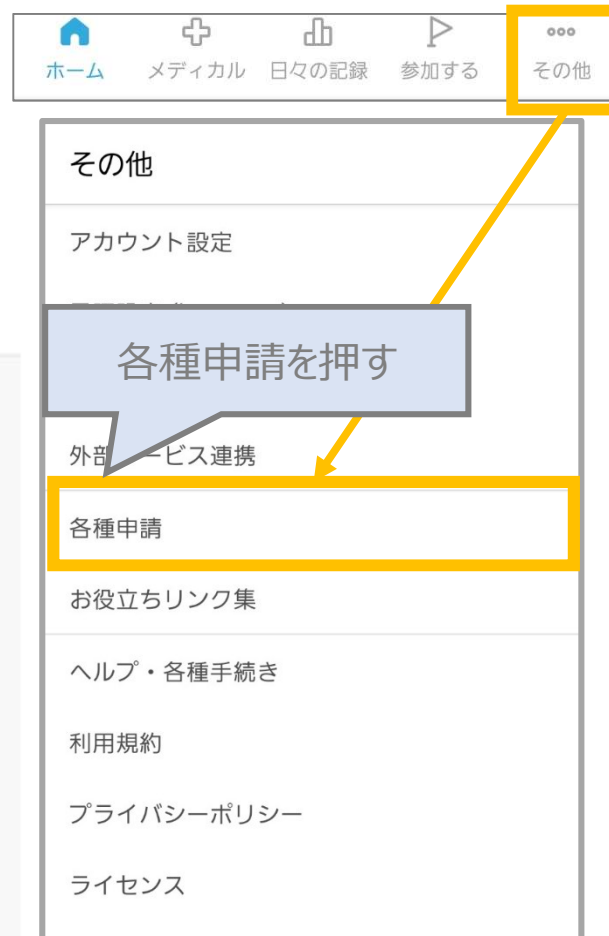 ホーム メディカル 日々の記録 参加する その他
その他
アカウント設定
各種申請を押す
外部 ービス連携
各種申請
お役立ちリンク集
ヘルプ・各種手続き
利用規約
プライバシーポリシー
ライセンス